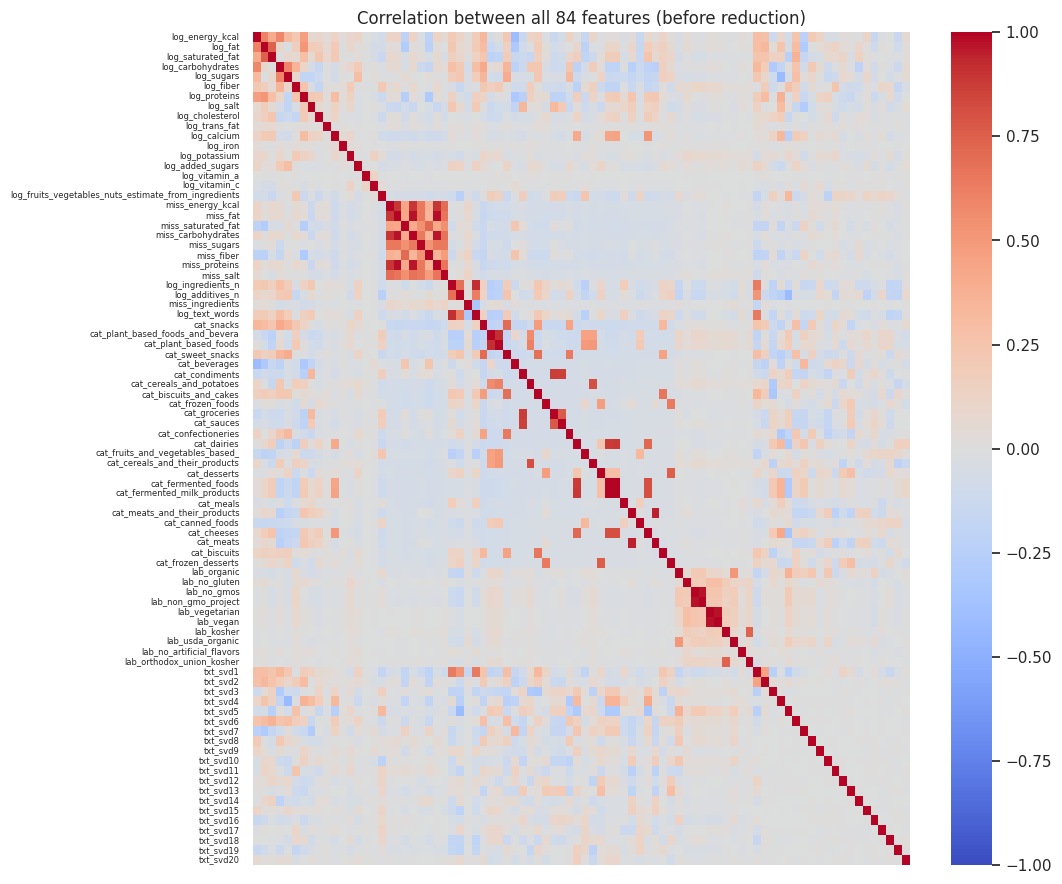 Correlation between all 84 features (before reduction)
log_energy_kcal
log_fat
log_saturated_fat
log_carbohydrates
log_sugars
log_fiber
log_proteins
log_salt
log_cholesterol
log_trans_fat
log_calcium
log_iron
log_potassium
log_added_sugars
log_vitamin_a
log_vitamin_c
log_fruits_vegetables_nuts_estimate_from_ingredients
miss_energy_kcal
miss_fat
miss_saturated_fat
miss_carbohydrates
miss_sugars
miss_fiber
miss_proteins
miss_salt
log_ingredients_n
log_additives_n
miss_ingredients
log_text_words
cat_snacks
cat_plant_based_foods_and_bevera
cat_plant_based_foods
cat_sweet_snacks
cat_beverages
cat_condiments
cat_cereals_and_potatoes
cat_biscuits_and_cakes
cat_frozen_foods
cat_groceries
cat_sauces
cat_confectioneries
cat_dairies
cat_fruits_and_vegetables_based_
cat_cereals_and_their_products
cat_desserts
cat_fermented_foods
cat_fermented_milk_products
cat_meals
cat_meats_and_their_products
cat_canned_foods
cat_cheeses
cat_meats
cat_biscuits
cat_frozen_desserts
lab_organic
lab_no_gluten
lab_no_gmos
lab_non_gmo_project
lab_vegetarian
lab_vegan
lab_kosher
lab_usda_organic
lab_no_artificial_flavors
lab_orthodox_union_kosher
txt_svd1
txt_svd2
txt_svd3
txt_svd4
txt_svd5
txt_svd6
txt_svd7
txt_svd8
txt_svd9
txt_svd10
txt_svd11
txt_svd12
txt_svd13
txt_svd14
txt_svd15
txt_svd16
txt_svd17
txt_svd18
txt_svd19
txt_svd20
1.00
0.75
0.50
0.25
0.00
−0.25
−0.50
−0.75
−1.00